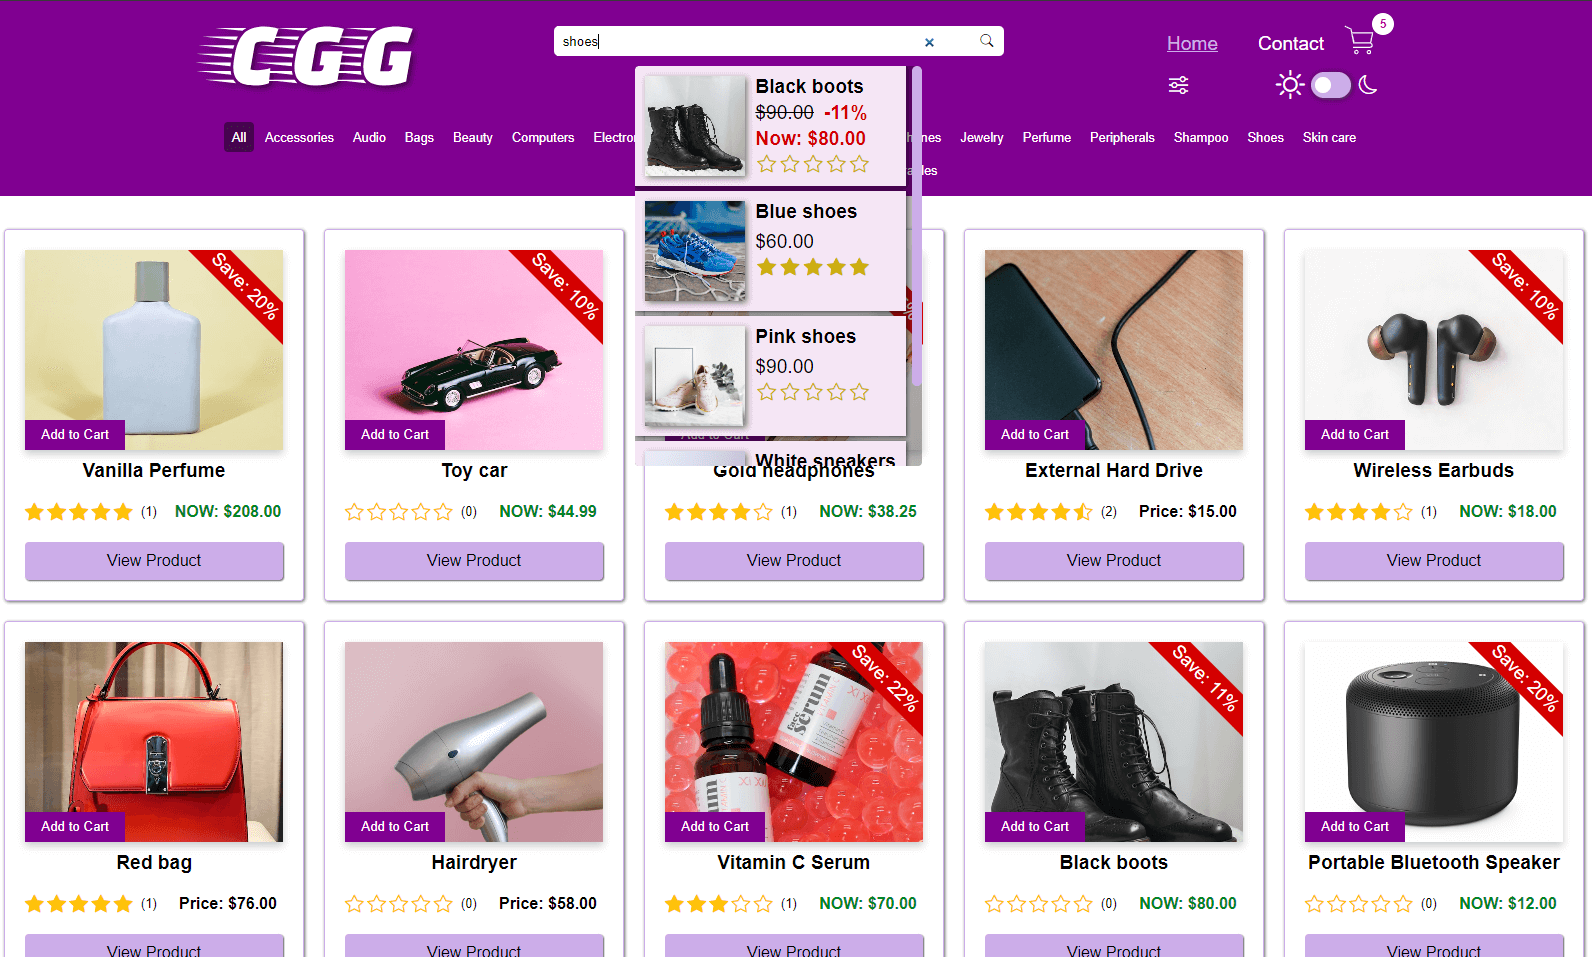 CGG
shoes
Home
Contact
5
All
Accessories
Audio
Bags
Beauty
Computers
Jewelry
Perfume
Peripherals
Shampoo
Shoes
Skin care
Black boots
$90.00 -11%
Now: $80.00
Blue shoes
$60.00
Pink shoes
$90.00
White sneakers
Save: 20%
Add to Cart
Vanilla Perfume
(1) NOW: $208.00
View Product
Save: 10%
Add to Cart
Toy car
(0) NOW: $44.99
View Product
Add to Cart
Gold headphones
(1) NOW: $38.25
View Product
Add to Cart
External Hard Drive
(2) Price: $15.00
View Product
Save: 10%
Add to Cart
Wireless Earbuds
(1) NOW: $18.00
View Product
Add to Cart
Red bag
(1) Price: $76.00
View Product
Add to Cart
Hairdryer
(0) Price: $58.00
View Product
Save: 22%
face
serum
serum
Add to Cart
Vitamin C Serum
(1) NOW: $70.00
View Product
Save: 11%
Add to Cart
Black boots
(0) NOW: $80.00
View Product
Save: 20%
Add to Cart
Portable Bluetooth Speaker
(0) NOW: $12.00
View Product